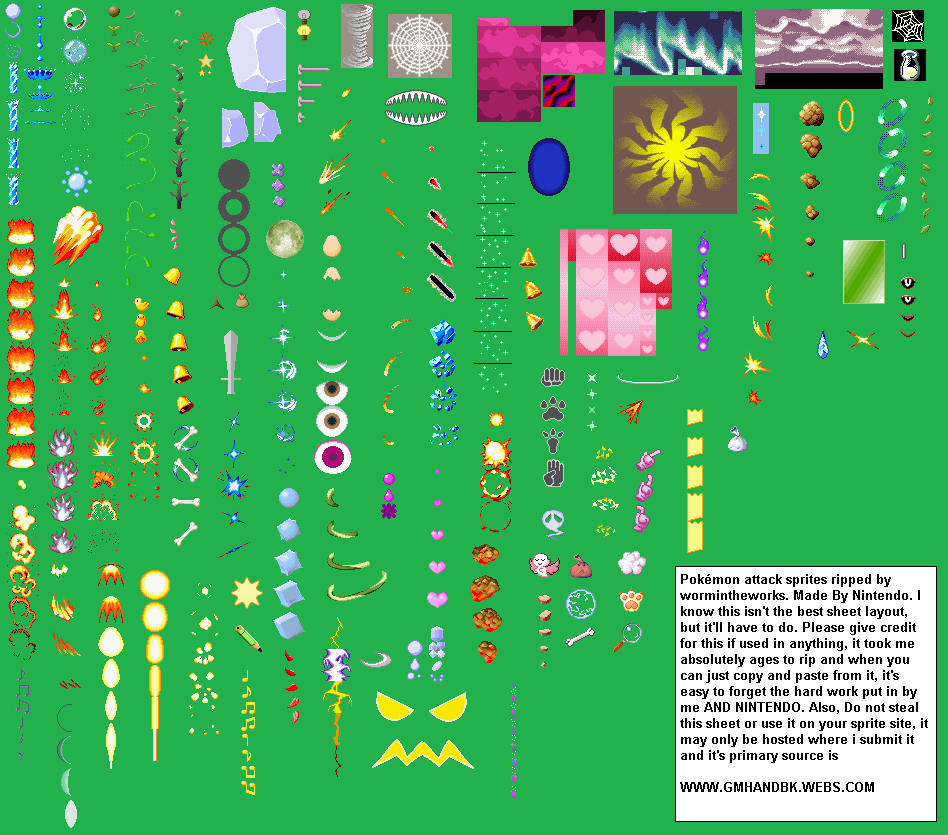 Pokémon attack sprites ripped by
wormintheworks. Made By Nintendo. I
know this isn't the best sheet layout,
but it'll have to do. Please give credit
for this if used in anything, it took me
absolutely ages to rip and when you
can just copy and paste from it, it's
easy to forget the hard work put in by
me AND NINTENDO. Also, Do not steal
this sheet or use it on your sprite site, it
may only be hosted where i submit it
and it's primary source is
WWW.GMHANDBK.WEBS.COM